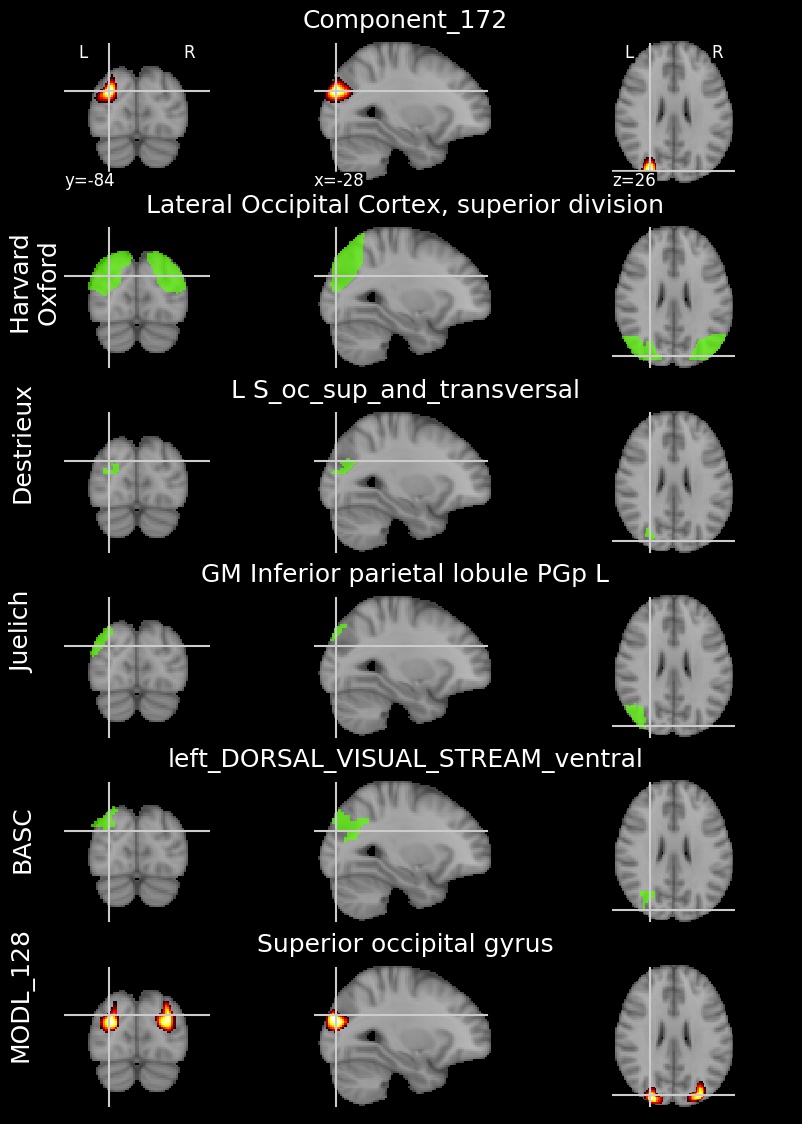 Component_172
L R L R
y=-84 x=-28 z=26
Lateral Occipital Cortex, superior division
Harvard
Oxford
L S_oc_sup_and_transversal
Destrieux
GM Inferior parietal lobule PGp L
Juelich
left_DORSAL_VISUAL_STREAM_ventral
BASC
Superior occipital gyrus
MODL_128